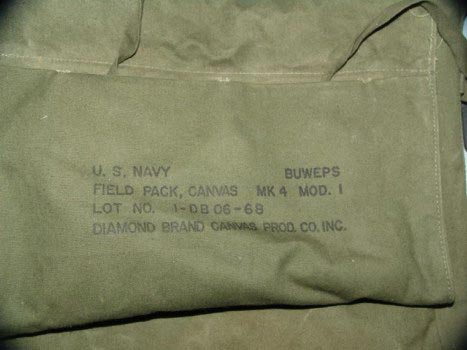 U. S. NAVY BUWEPS
FIELD PACK, CANVAS MK 4 MOD. 1
LOT NO. 1-DB 06-68
DIAMOND BRAND CANVAS PROD. CO. INC.